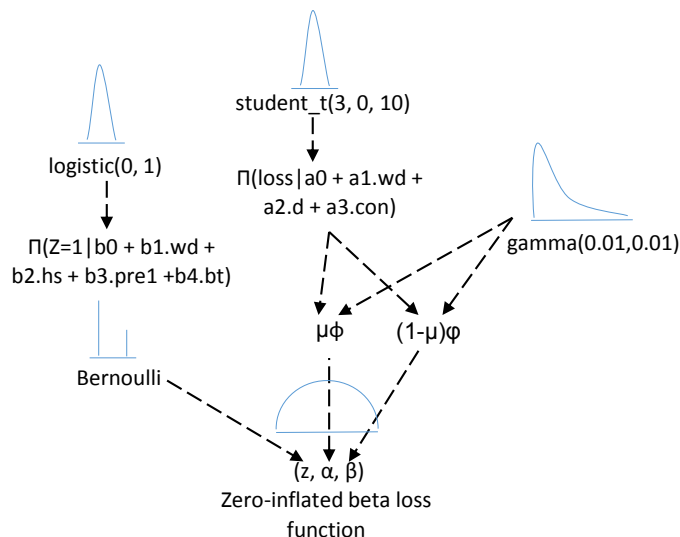 student_t(3, 0, 10)
logistic(0, 1)
Π(loss|a0 + a1.wd +
a2.d + a3.con)
gamma(0.01,0.01)
Π(Z=1|b0 + b1.wd +
b2.hs + b3.pre1 +b4.bt)
μϕ
(1-μ)φ
Bernoulli
(z, α, β)
Zero-inflated beta loss
function